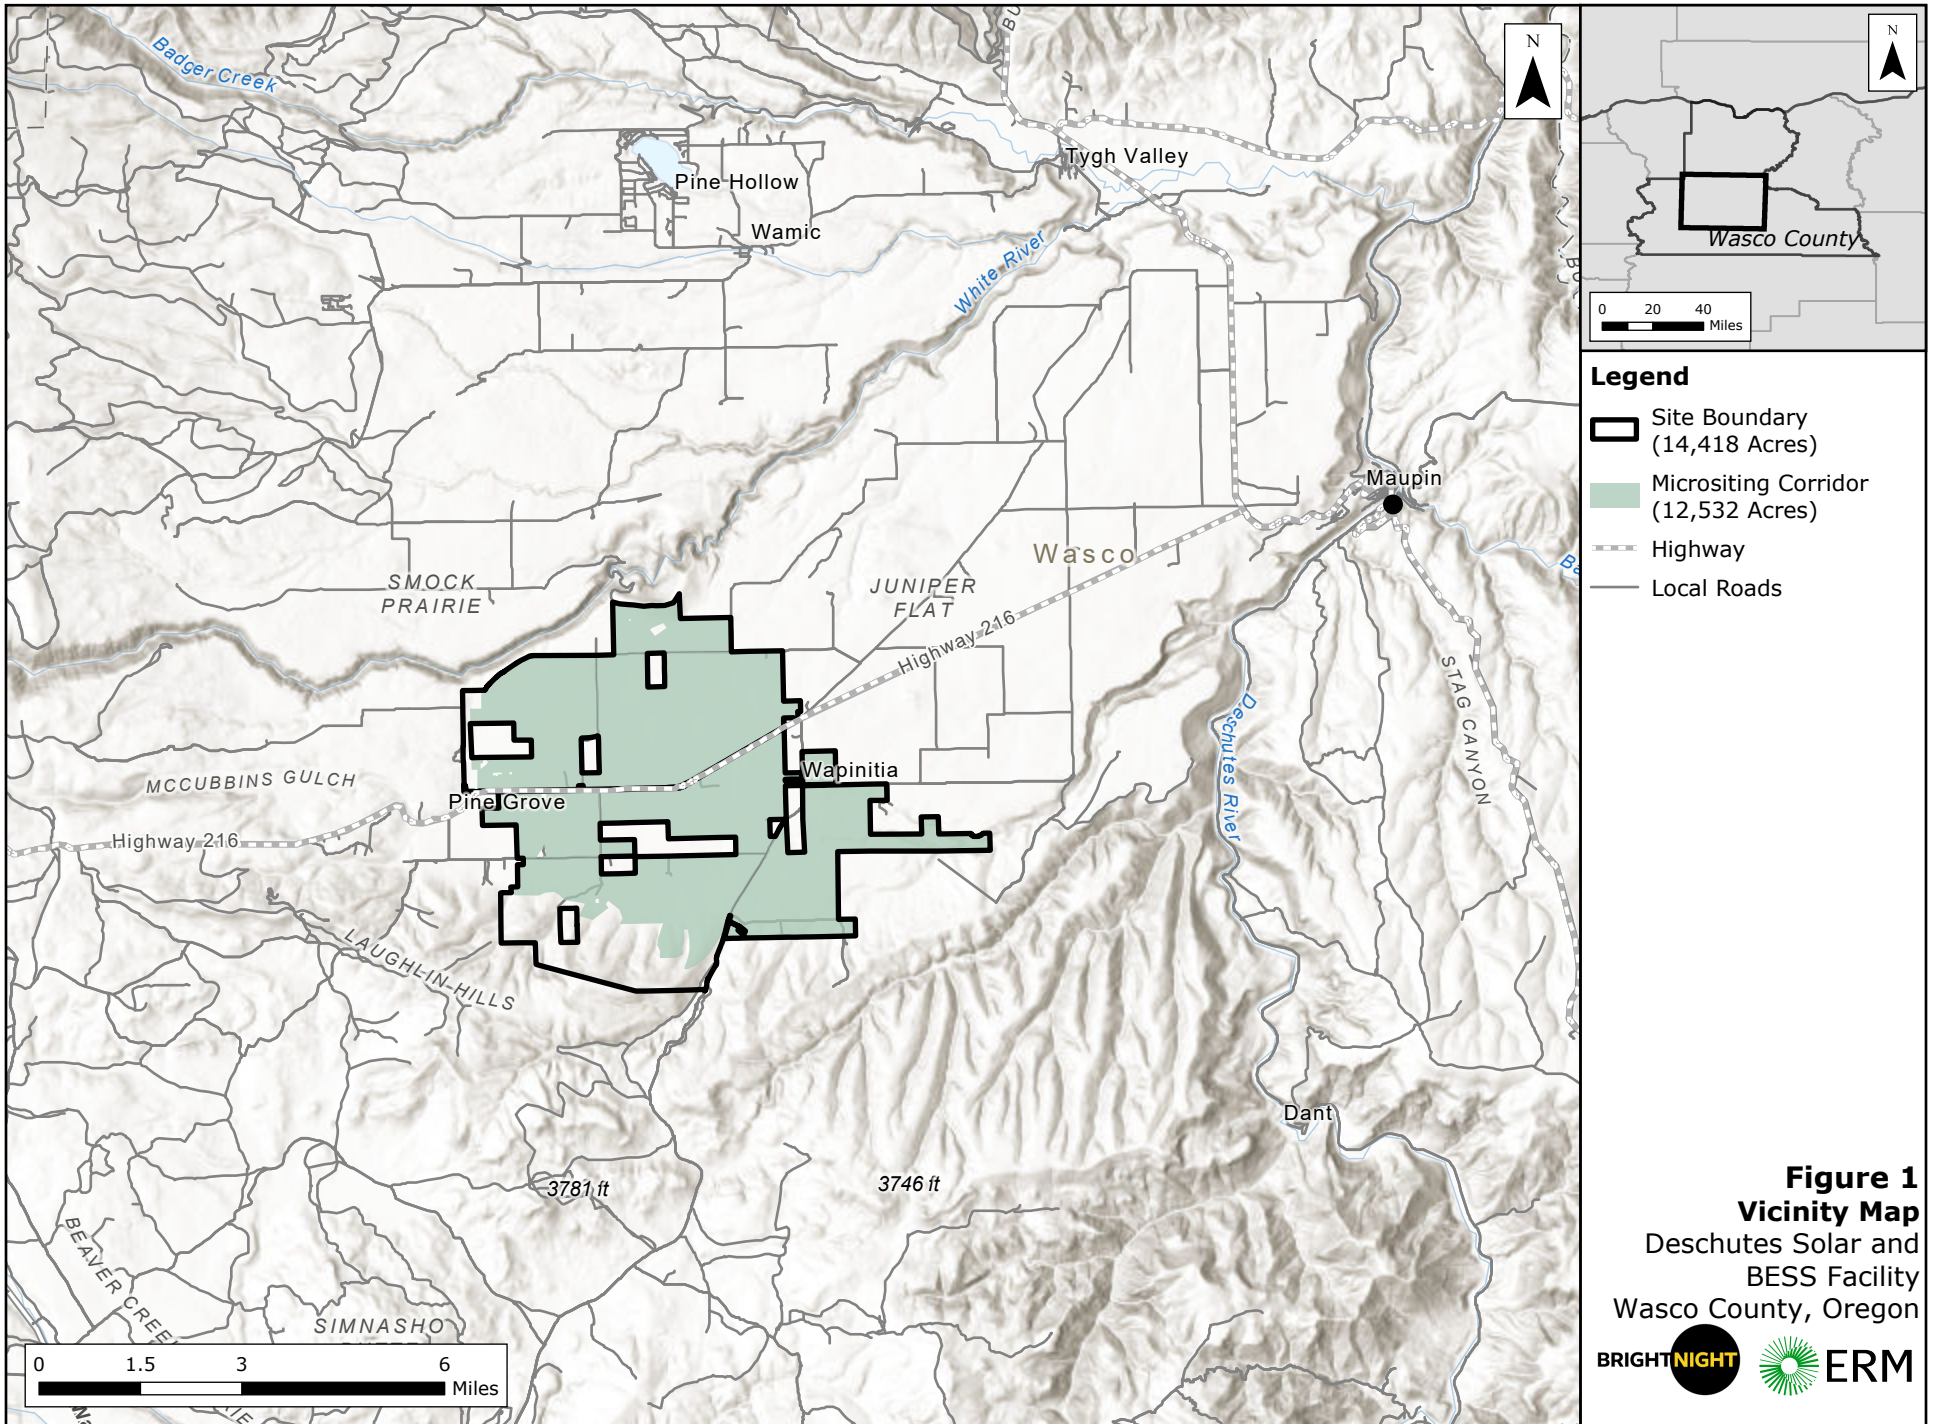 Badger Creek
BU
N
Tygh Valley
Pine Hollow
Wamic
White River
Maupin
Wasco
SMOCK
PRAIRIE
JUNIPER
FLAT
Highway 216
STAG CANYON
Deschutes River
MCCUBBINS GULCH
Wapinitia
Pine Grove
Highway 216
LAUGHLIN HILLS
Dant
3781 ft
3746 ft
BEAVER CREEK
SIMNASHO
0 1.5 3 6
Miles
N
Wasco County
0 20 40
Miles
Legend
Site Boundary
(14,418 Acres)
Micrositing Corridor
(12,532 Acres)
Highway
Local Roads
Figure 1
Vicinity Map
Deschutes Solar and
BESS Facility
Wasco County, Oregon
BRIGHTNIGHT
ERM